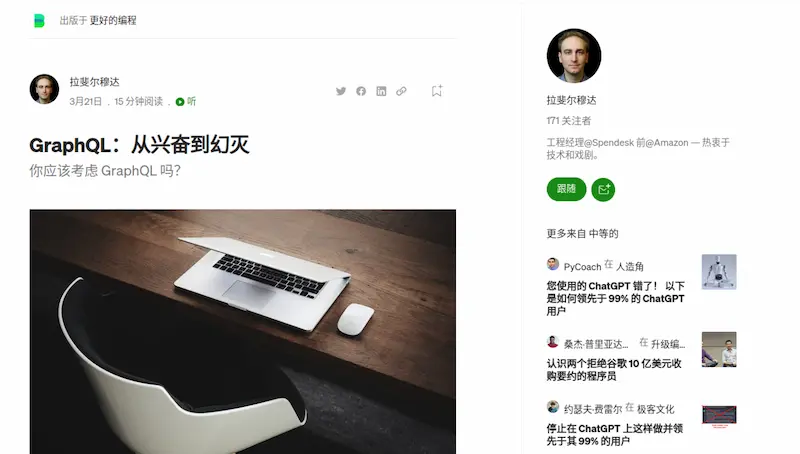 出版于 更好的编程
拉斐尔穆达
3月21日 . 15 分钟阅读 . 听
GraphQL：从兴奋到幻灭
你应该考虑 GraphQL 吗？
拉斐尔穆达
171 关注者
工程经理@Spendesk 前@Amazon — 热衷于
技术和戏剧。
跟随
更多来自 中等的
PyCoach 在 人造角
您使用的 ChatGPT 错了！ 以下
是如何领先于 99% 的 ChatGPT
用户
桑杰·普里亚达... 在 升级编...
认识两个拒绝谷歌 10 亿美元收
购要约的程序员
约瑟夫·费雷尔 在 极客文化
停止在 ChatGPT 上这样做并领
先于其 99% 的用户